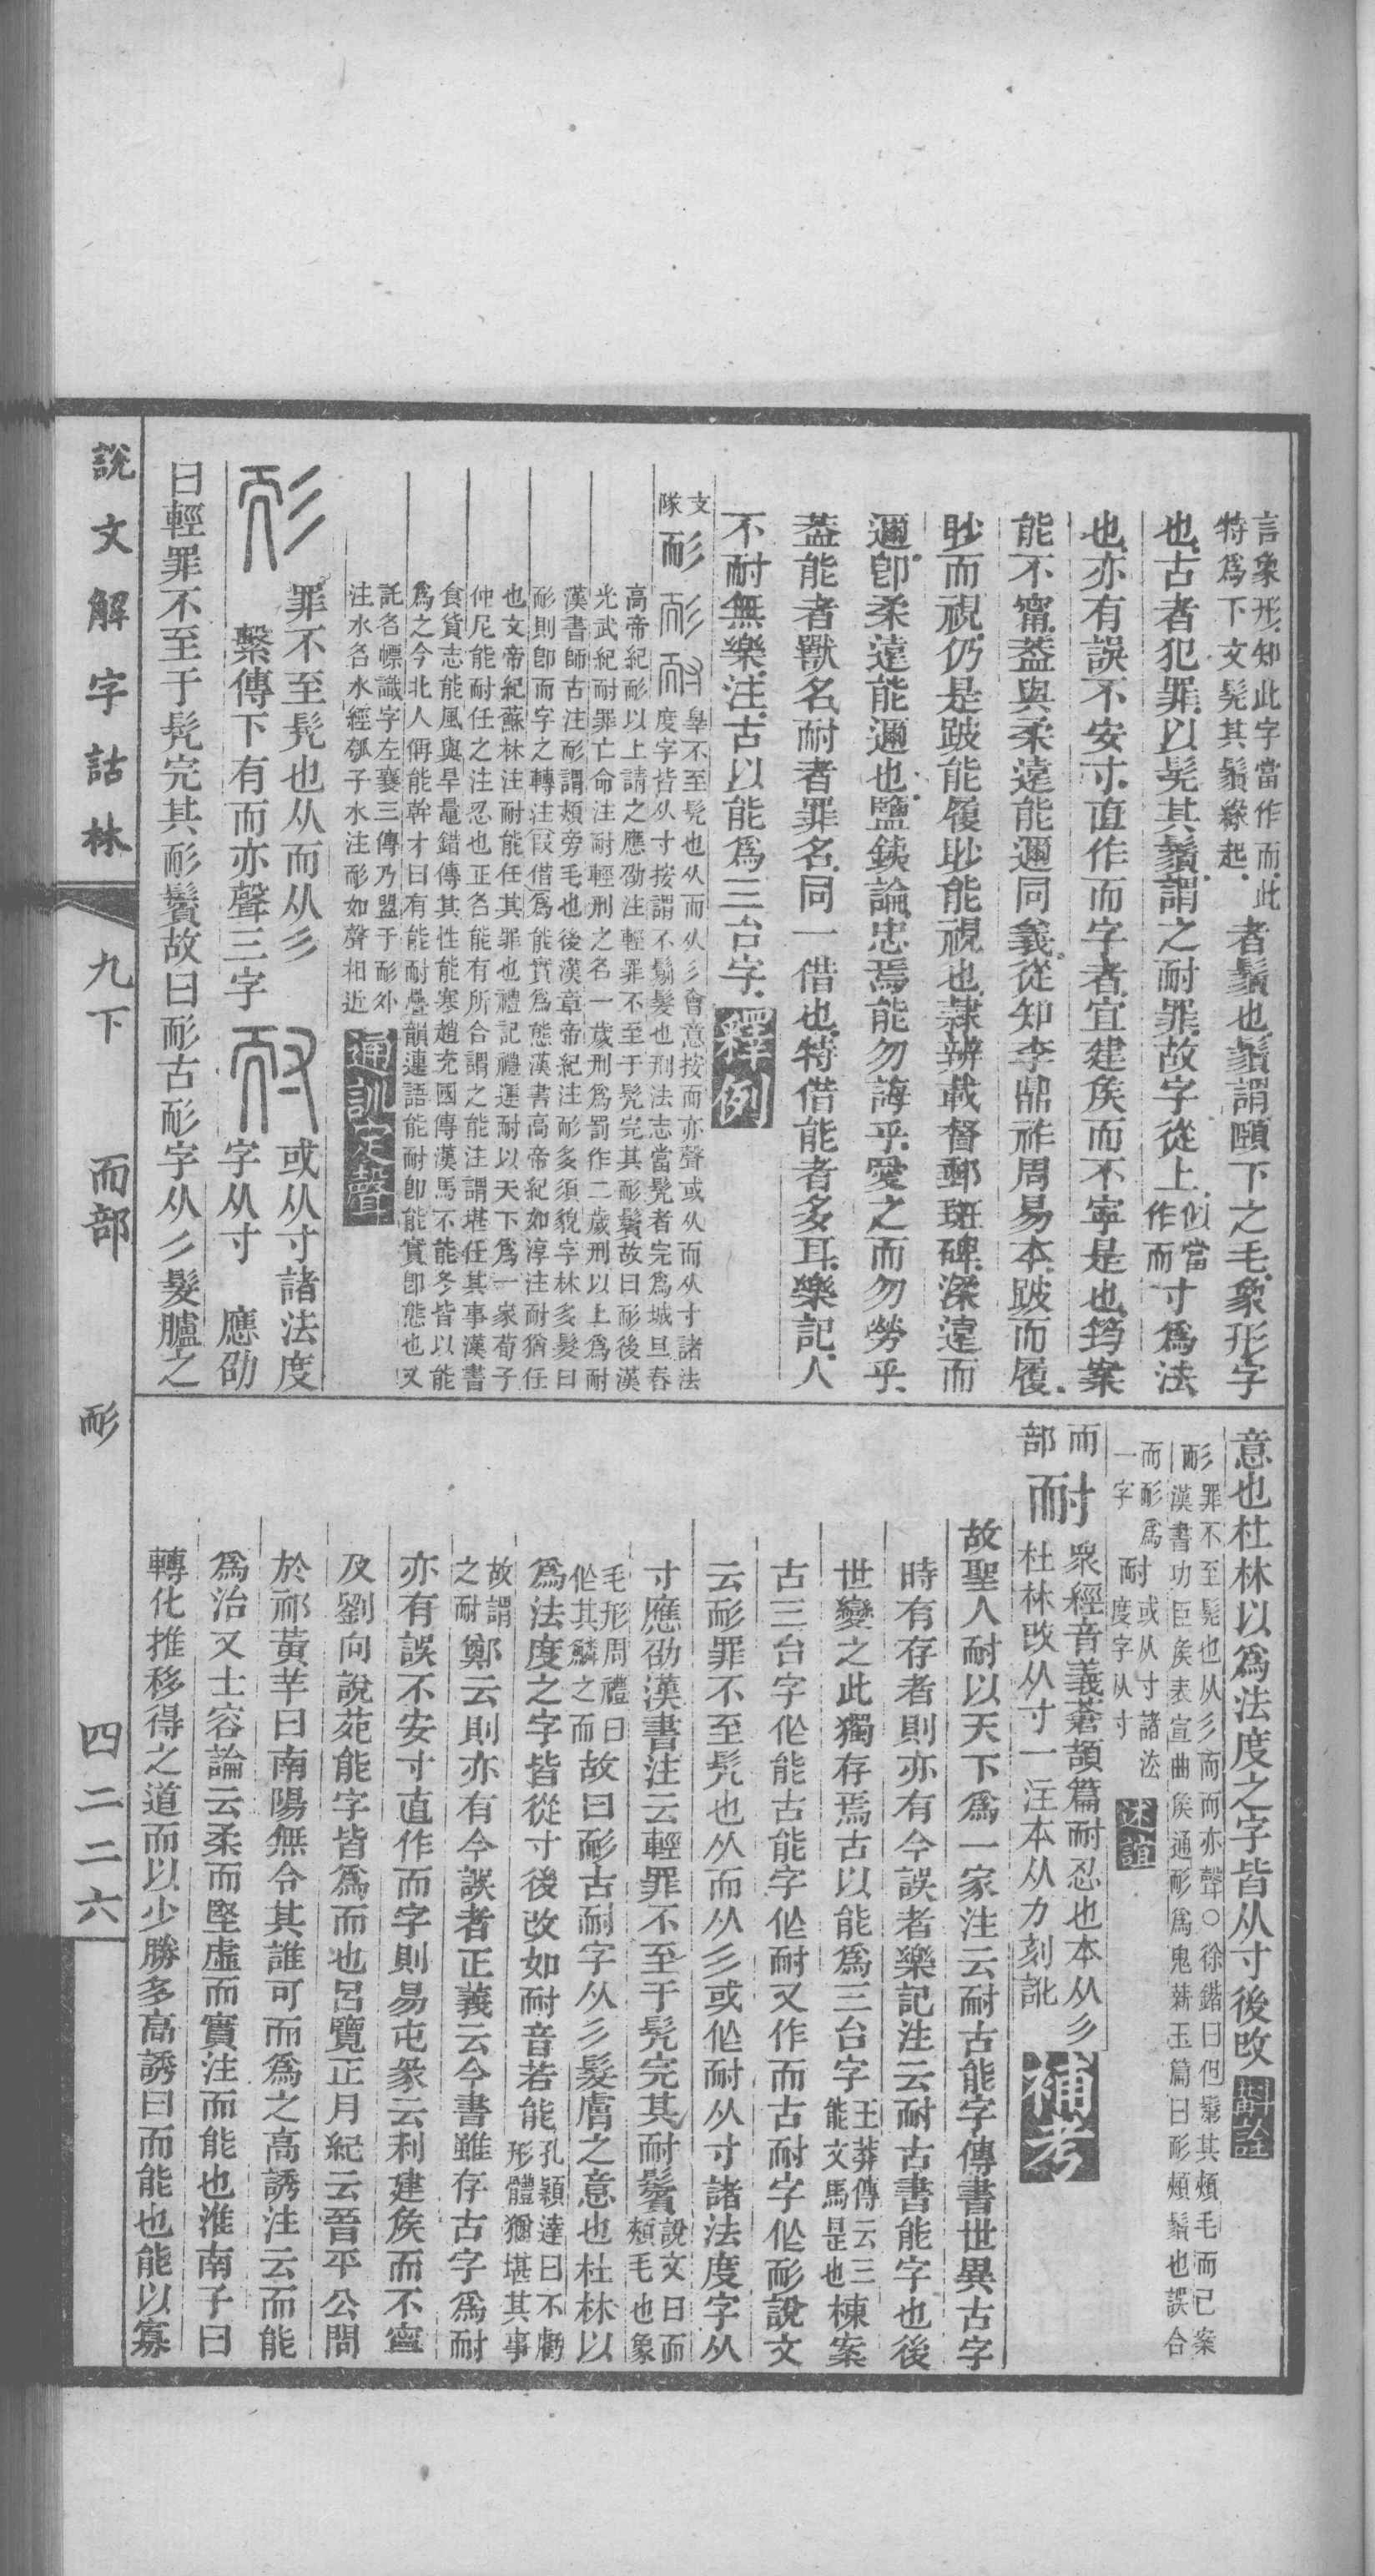 言象形知此字當作而此
特爲下文髡其鬚緣起
者鬚也鬚謂頤下之毛象形字
也古者犯罪以髡其鬚謂之耐罪故字從上似當作而寸爲法
也亦有誤不安寸直作而字者宜建矦而不寧是也筠案
能不甯蓋與柔遠能邇同義從知李鼎祚周易本跛而履
眇而視仍是跛能履眇能視也隸辨載督郵斑碑深遠而
邇卽柔遠能邇也鹽鐵論忠焉能勿誨乎愛之而勿勞乎
蓋能者獸名耐者罪名同一借也特借能者多耳樂記人
不耐無樂注古以能爲三台字釋例
支隊
耏
辠不至髡也从而从彡會意按而亦聲或从而从寸諸法
度字皆从寸按謂不鬍髮也刑法志當髡者完爲城旦舂
高帝紀耏以上請之應劭注輕罪不至于髡完其耏鬢故曰耏後漢
光武紀耐罪亡命注耐輕刑之名一歲刑爲罰作二歲刑以上爲耐
漢書師古注耏謂頰旁毛也後漢章帝紀注耏多須貌字林多髮曰
耏則卽而字之轉注叚借爲能實爲態漢書高帝紀如淳注耐猶任
也文帝紀蘇林注耐能任其罪也禮記禮運耐以天下爲一家荀子
仲尼能耐任之注忍也正名能有所合謂之能注謂堪任其事漢書
食貨志能風與旱鼂錯傳其性能寒趙充國傳漢馬不能冬皆以能
爲之今北人偁能幹才曰有能耐疊韻連語能耐卽能實卽態也又
託名幖識字左襄三傳乃盟于耏外
注水名水經瓠子水注耏如聲相近
通訓定聲
罪不至髡也从而从彡
繫傳下有而亦聲三字
或从寸諸法度
字从寸
應劭
曰輕罪不至于髡完其耏鬢故曰耏古耏字从彡髮膚之
意也杜林以爲法度之字皆从寸後改斠詮
耏罪不至髡也从彡而而亦聲○徐鍇曰但鬄其頰毛而已案
漢書功臣矦表宣曲矦通耏爲鬼薪玉篇曰耏頰鬚也誤合
而耏爲一字
耐或从寸諸法
度字从寸
述誼
而部
耐
衆經音義蒼頡篇耐忍也本从彡
杜林改从寸一注本从力刻訛
補考
故聖人耐以天下爲一家注云耐古能字傳書世異古字
時有存者則亦有今誤者樂記注云耐古書能字也後
世變之此獨存焉古以能爲三台字王莽傳云三能文馬是也棟案
古三台字作能古能字作耐又作而古耐字作耏說文
云耏罪不至髡也从而从彡或作耐从寸諸法度字从
寸應劭漢書注云輕罪不至于髡完其耐鬢說文曰而頰毛也象
毛形周禮曰作其鱗之而故曰耏古耐字从彡髮膚之意也杜林以
爲法度之字皆從寸後改如耐音若能孔穎達曰不虧形體猶堪其事
故謂之耐鄭云則亦有今誤者正義云今書雖存古字爲耐
亦有誤不安寸直作而字則易屯彖云利建矦而不寧
及劉向說苑能字皆爲而也呂覽正月紀云晉平公問
於祁黃羊曰南陽無令其誰可而爲之高誘注云而能
爲治又士容論云柔而堅虛而實注而能也淮南子曰
轉化推移得之道而以少勝多高誘曰而能也能以寡
說文解字詁林
九下
而部
耏
四二二六